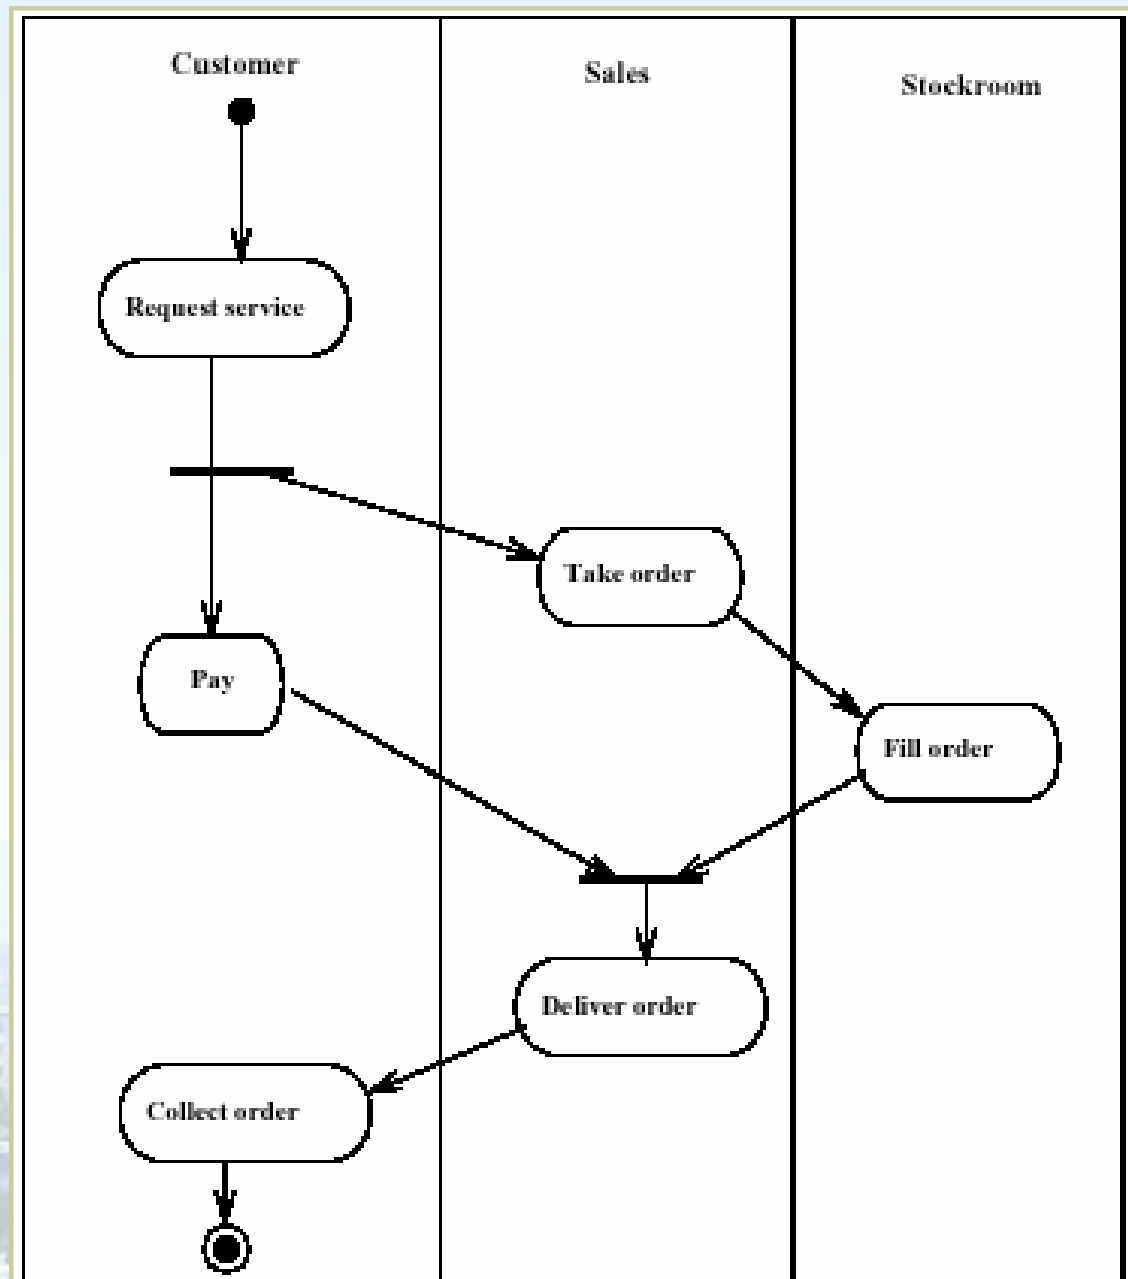 Customer
Sales
Stockroom
Request service
Take order
Pay
Fill order
Deliver order
Collect order